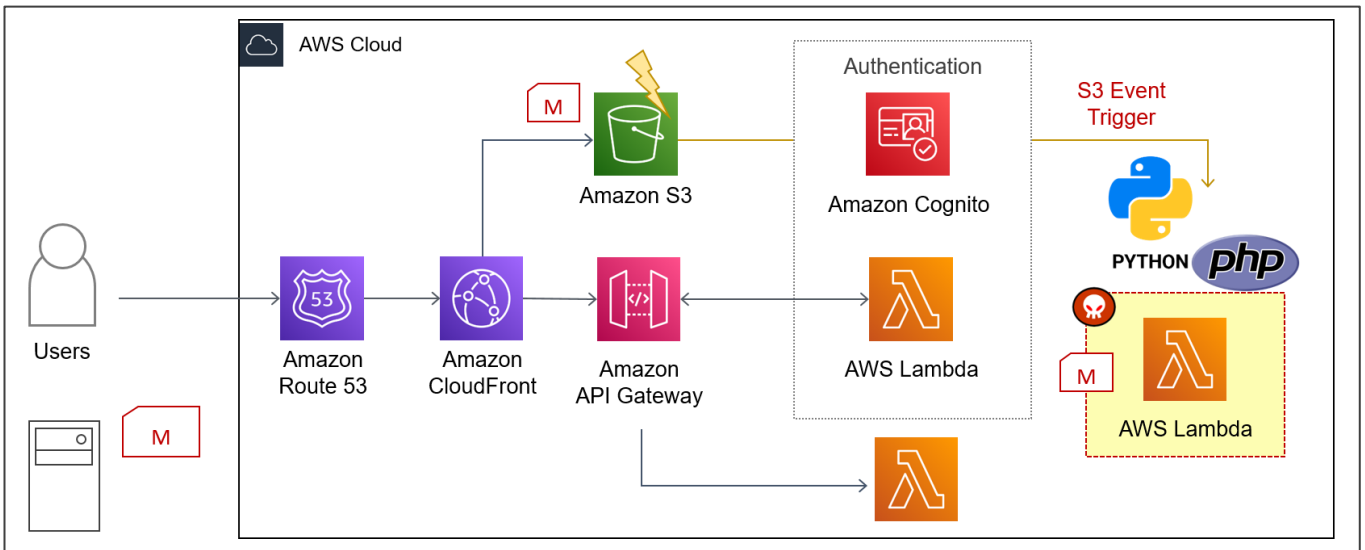 AWS Cloud
Authentication
S3 Event
Trigger
M
Amazon S3
Amazon Cognito
PYTHON
php
Users
53
Amazon
Route 53
Amazon
CloudFront
</>
Amazon
API Gateway
AWS Lambda
M
AWS Lambda
M